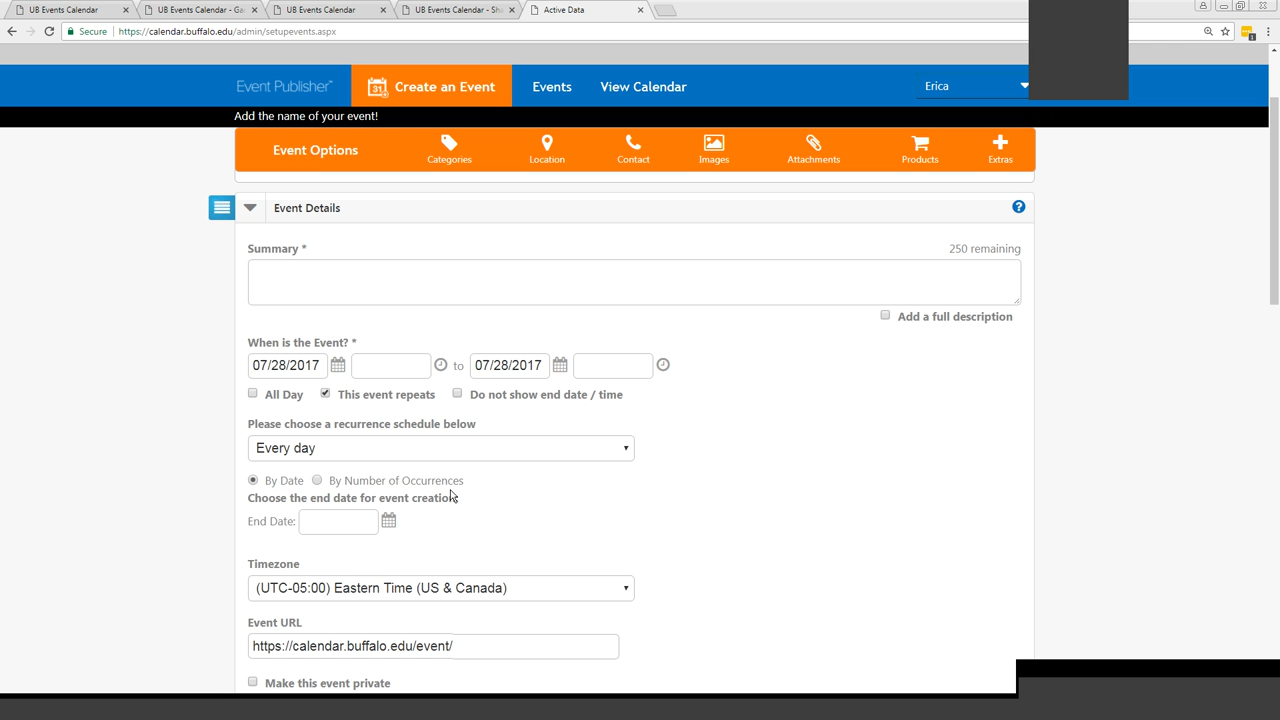 UB Events Calendar
UB Events Calendar - Ga
UB Events Calendar
UB Events Calendar - Sha
Active Data
Secure
https://calendar.buffalo.edu/admin/setupevents.aspx
Event Publisher™
31
Create an Event
Events
View Calendar
Erica
Add the name of your event!
Event Options
Categories
Location
Contact
Images
Attachments
Products
Extras
Event Details
Summary *
250 remaining
Add a full description
When is the Event? *
07/28/2017
to
07/28/2017
All Day
This event repeats
Do not show end date / time
Please choose a recurrence schedule below
Every day
By Date
By Number of Occurrences
Choose the end date for event creation
End Date:
Timezone
(UTC-05:00) Eastern Time (US & Canada)
Event URL
https://calendar.buffalo.edu/event/
Make this event private